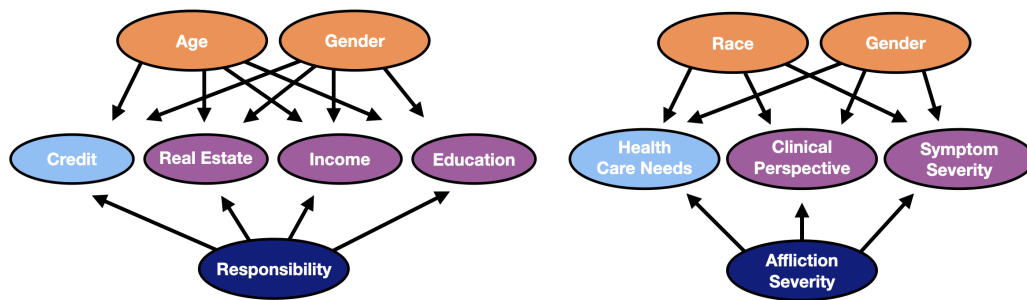 Age
Gender
Credit
Real Estate
Income
Education
Responsibility
Race
Gender
Health
Care Needs
Clinical
Perspective
Symptom
Severity
Affliction
Severity